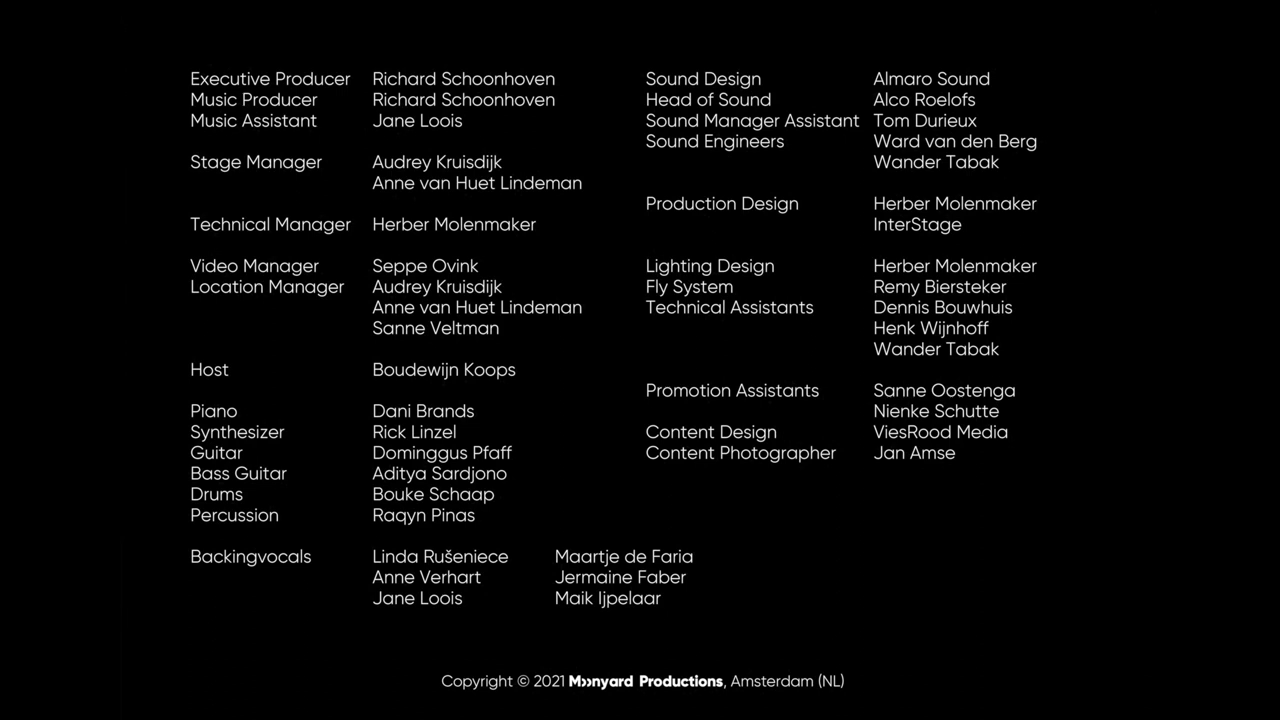 Executive Producer Richard Schoonhoven
Music Producer Richard Schoonhoven
Music Assistant Jane Loois
Stage Manager Audrey Kruisdijk
Anne van Huet Lindeman
Technical Manager Herber Molenmaker
Video Manager Seppe Ovink
Location Manager Audrey Kruisdijk
Anne van Huet Lindeman
Sanne Veltman
Host Boudewijn Koops
Piano Dani Brands
Synthesizer Rick Linzel
Guitar Dominggus Pfaff
Bass Guitar Aditya Sardjono
Drums Bouke Schaap
Percussion Raqyn Pinas
Backingvocals Linda Rušeniece Maartje de Faria
Anne Verhart Jermaine Faber
Jane Loois Maik Ijpelaar
Sound Design Almaro Sound
Head of Sound Alco Roelofs
Sound Manager Assistant Tom Durieux
Sound Engineers Ward van den Berg
Wander Tabak
Production Design Herber Molenmaker
InterStage
Lighting Design Herber Molenmaker
Fly System Remy Biersteker
Technical Assistants Dennis Bouwhuis
Henk Wijnhoff
Wander Tabak
Promotion Assistants Sanne Oostenga
Nienke Schutte
Content Design ViesRood Media
Content Photographer Jan Amse
Copyright © 2021 Moonyard Productions, Amsterdam (NL)